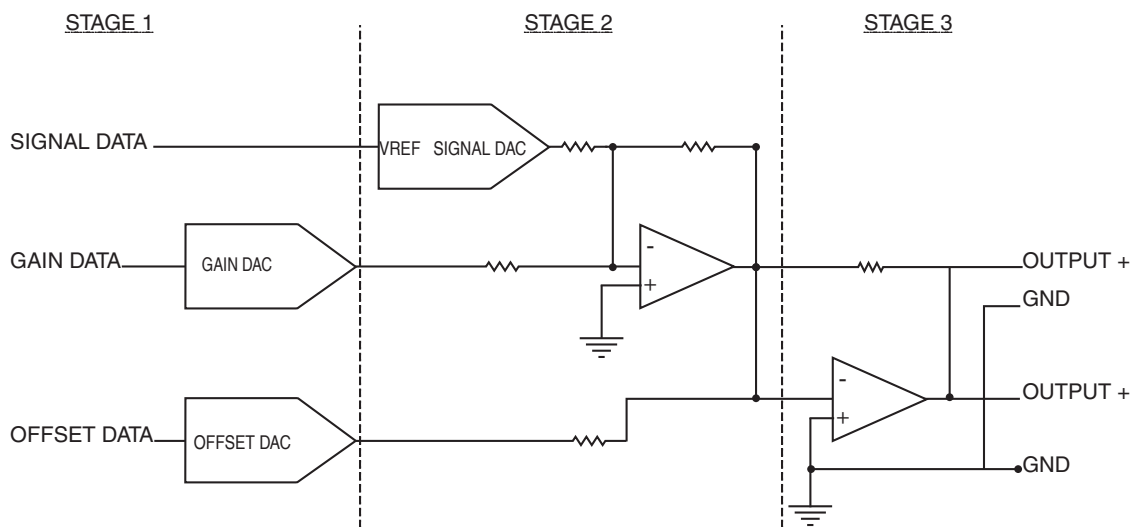 STAGE 1
STAGE 2
STAGE 3
SIGNAL DATA
VREF SIGNAL DAC
GAIN DATA
GAIN DAC
-
+
OUTPUT +
GND
OFFSET DATA
OFFSET DAC
-
+
OUTPUT +
GND